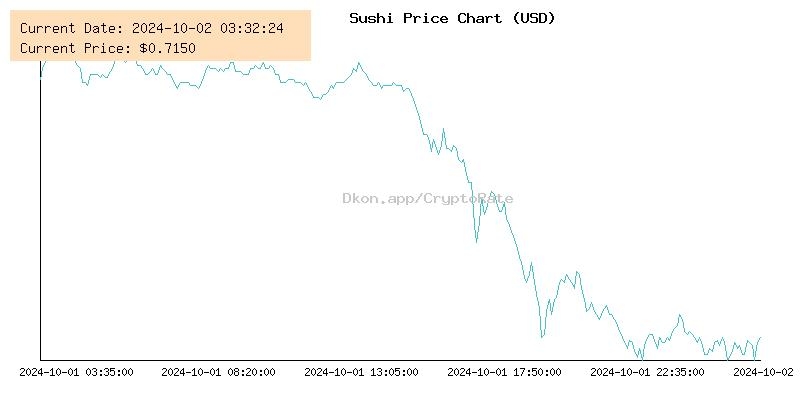 Sushi Price Chart (USD)
Current Date: 2024-10-02 03:32:24
Current Price: $0.7150
Dkon.app/CryptoRate
2024-10-01 03:35:00 2024-10-01 08:20:00 2024-10-01 13:05:00 2024-10-01 17:50:00 2024-10-01 22:35:00 2024-10-02